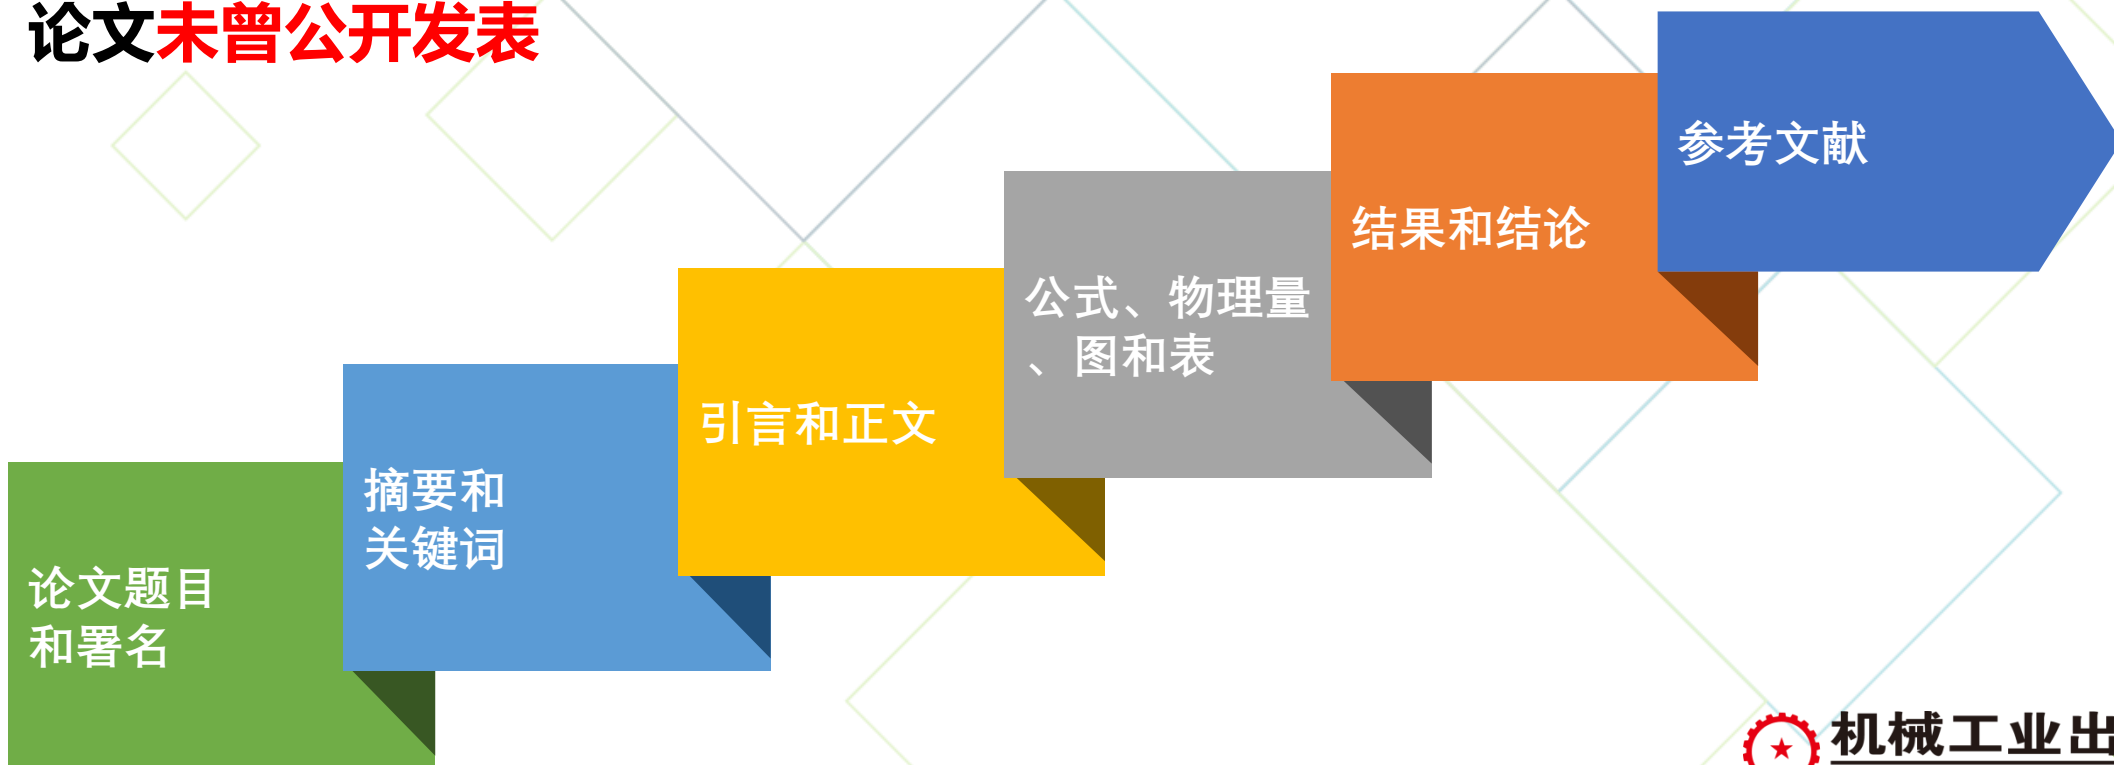 论文未曾公开发表
论文题目
和署名
摘要和
关键词
引言和正文
公式、物理量
、图和表
结果和结论
参考文献
机械工业出